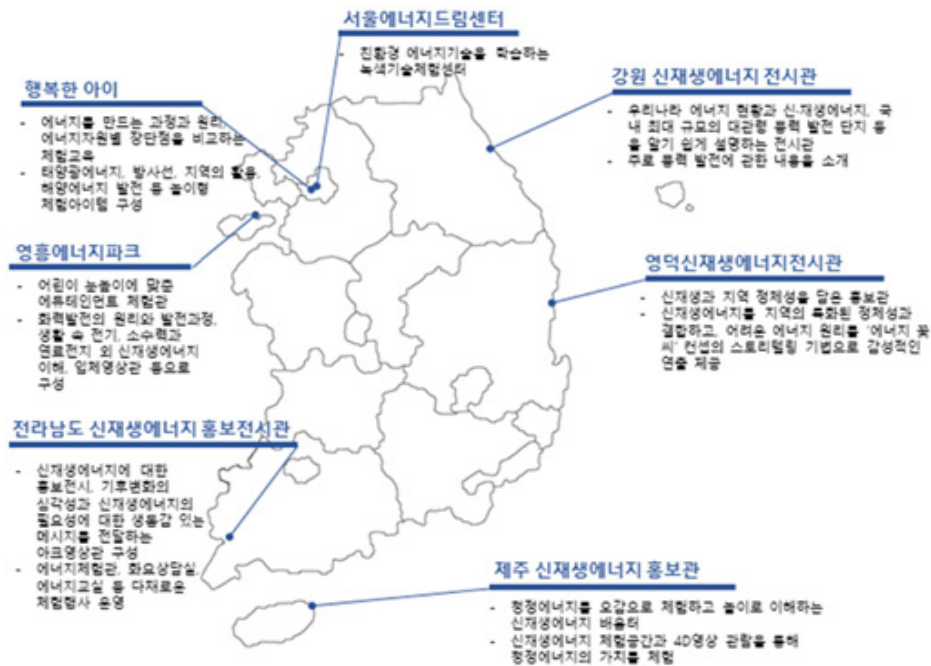 서울에너지드림센터
- 친환경 에너지기술을 학습하는
녹색기술체험센터
행복한 아이
- 에너지를 만드는 과정과 원리,
에너지자원별 장단점을 비교하는
체험교육
- 태양광에너지, 방사선, 지역의 활용,
해양에너지 발전 등 놀이형
체험아이템 구성
강원 신재생에너지 전시관
- 우리나라 에너지 현황과 신·재생에너지, 국
내 최대 규모의 대관령 풍력 발전 단지 등
을 알기 쉽게 설명하는 전시관
- 주로 풍력 발전에 관한 내용을 소개
영흥에너지파크
- 어린이 눈높이에 맞춘
에듀테인먼트 체험관
- 화력발전의 원리와 발전과정,
생활 속 전기, 소수력과
연료전지 외 신재생에너지
이해, 입체영상관 등으로
구성
영덕신재생에너지전시관
- 신재생과 지역 정체성을 담은 홍보관
- 신재생에너지를 지역의 특화된 정체성과
결합하고, 어려운 에너지 원리를 '에너지 꽃
씨' 컨셉의 스토리텔링 기법으로 감성적인
연출 제공
전라남도 신재생에너지 홍보전시관
- 신재생에너지에 대한
홍보전시, 기후변화의
심각성과 신재생에너지의
필요성에 대한 생동감 있는
메시지를 전달하는
아크영상관 구성
- 에너지체험관, 화요상담실,
에너지교실 등 다채로운
체험행사 운영
제주 신재생에너지 홍보관
- 청정에너지를 오감으로 체험하고 놀이로 이해하는
신재생에너지 배움터
- 신재생에너지 체험공간과 4D영상 관람을 통해
청정에너지의 가치를 체험